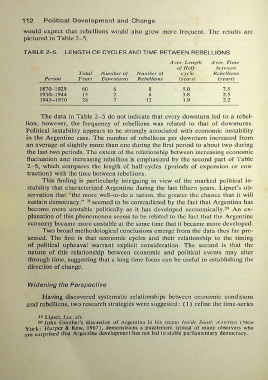 112 Political Development and Change
would expect that rebellions would also grow more frequent. The results are
pictured in Table 2–5.
TABLE 2–5. LENGTH OF CYCLES AND TIME BETWEEN REBELLIONS
Aver. Length Aver. Time
of Half- between
Total Number of Number of cycle Rebellions
Period Years Downturns Rebellions (years) (years)
1870–1929 60 6 8 5.0 7.5
1930–1944 15 2 6 3.8 2.5
1945–1970 26 7 12 1.9 2.2
The data in Table 2–5 do not indicate that every downturn led to a rebel-
lion; however, the frequency of rebellions was related to that of downturns.
Political instability appears to be strongly associated with economic instability
in the Argentine case. The number of rebellions per downturn increased from
an average of slightly more than one during the first period to about two during
the last two periods. The extent of the relationship between increasing economic
fluctuation and increasing rebellion is emphasized by the second part of Table
2–5, which compares the length of half-cycles (periods of expansion or con-
traction) with the time between rebellions.
This finding is particularly intriguing in view of the marked political in-
stability that characterized Argentina during the last fifteen years. Lipset's ob-
servation that "the more well-to-do a nation, the greater the chance that it will
sustain democracy," seemed to be contradicted by the fact that Argentina has
become more unstable politically as it has developed economically. An ex-
planation of this phenomenon seems to be related to the fact that the Argentine
economy became more unstable at the same time that it became more developed.
Two broad methodological conclusions emerge from the data thus far pre-
sented. The first is that economic cycles and their relationship to the timing
of political upheaval warrant explicit consideration. The second is that the
nature of this relationship between economic and political events may alter
through time, suggesting that a long time focus can be useful in establishing the
direction of change.
Widening the Perspective
Having discovered systematic relationships between economic conditions
and rebellions, two research strategies were suggested: (1) refine the time-series
Lipset, Loc. cit.
John Gunther's discussion of Argentina in his recent Inside South America (New
York: Harper & Row, 1967), demonstrates a puzzlement typical of many observers who
are surprised that Argentine development has not led to stable parliamentary democracy.